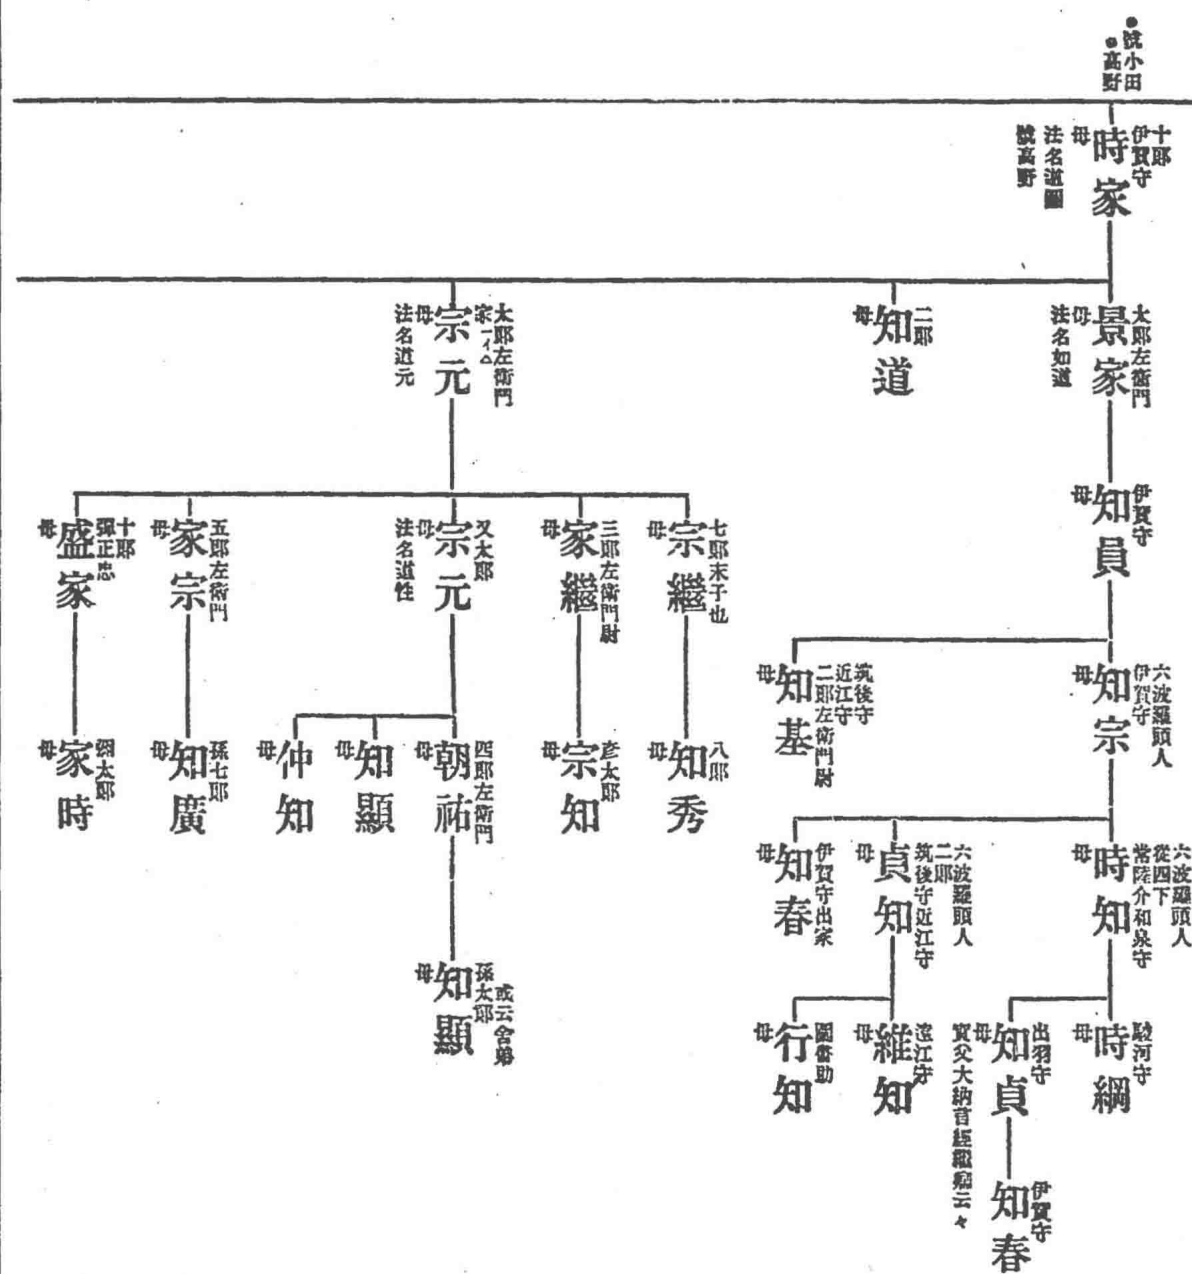 ●號小田
●高野
十郎
伊賀守
時家
母
法名道圓
號高野
太郎左衞門
景家
母
法名如道
二郎
知道
母
太郎左衞門
家一イム
宗元
母
法名道元
伊賀守
知員
母
六波羅頭人
伊賀守
知宗
母
筑後守
近江守
二郎左衞門尉
知基
母
六波羅頭人
從四下
常陸介和泉守
時知
母
六波羅頭人
二郎
筑後守近江守
貞知
母
伊賀守出家
知春
母
駿河守
時綱
母
出羽守
知貞
母
實父大納言經繼卿云々
伊賀守
知春
遠江守
維知
母
圖書助
行知
母
七郎末子也
宗繼
母
八郎
知秀
母
三郎左衞門尉
家繼
母
彦太郎
宗知
母
又太郎
宗元
母
法名道性
四郎左衞門
朝祐
母
知顯
母
仲知
母
或云舍弟
孫太郎
知顯
母
五郎左衞門
家宗
母
孫七郎
知廣
母
十郎
彈正忠
盛家
母
太郎
家時
母